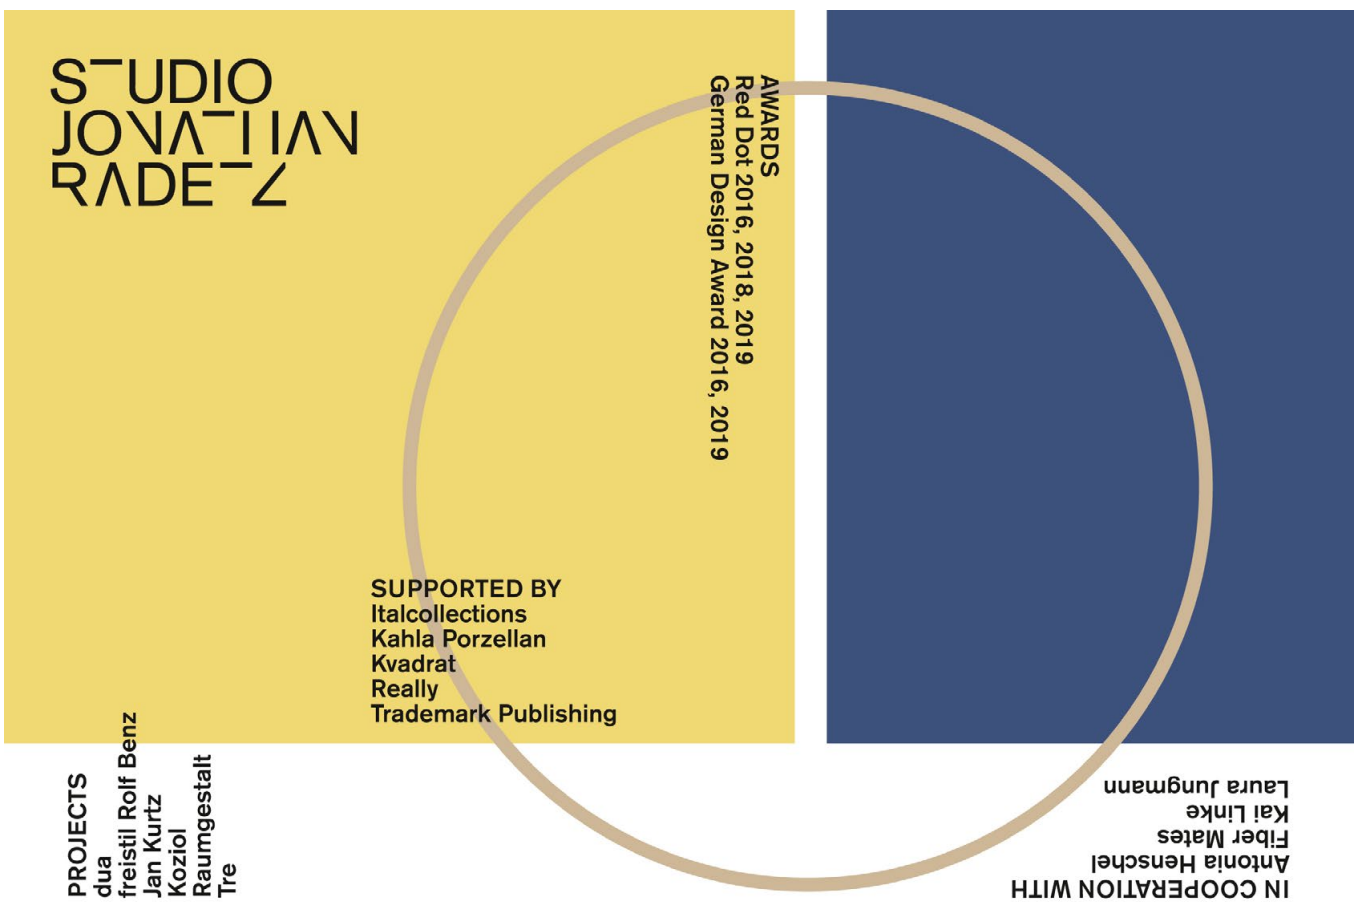 STUDIO
JONATHAN
RADETZ
AWARDS
Red Dot 2016, 2018, 2019
German Design Award 2016, 2019
SUPPORTED BY
Italcollections
Kahla Porzellan
Kvadrat
Really
Trademark Publishing
PROJECTS
dua
freistil Rolf Benz
Jan Kurtz
Koziol
Raumgestalt
Tre
IN COOPERATION WITH
Antonia Henschel
Fiber Mates
Kai Linke
Laura Jungmann